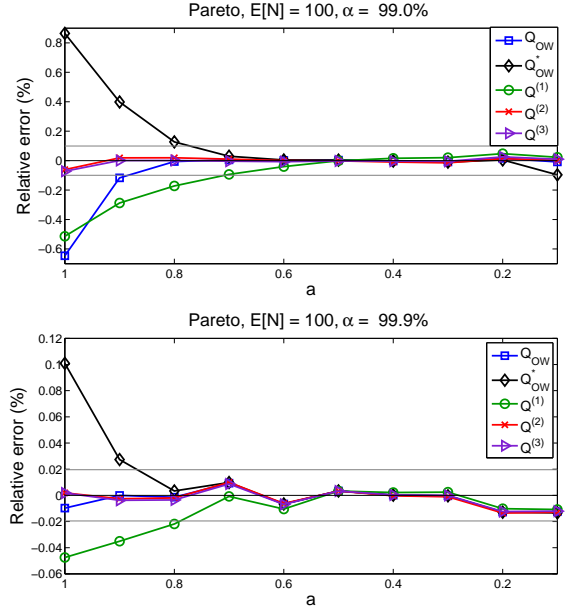 Pareto, E[N] = 100, α = 99.0%
Relative error (%)
0.8
0.6
0.4
0.2
0
−0.2
−0.4
−0.6
1 0.8 0.6 0.4 0.2
a
Q_OW
Q*_OW
Q^(1)
Q^(2)
Q^(3)
Pareto, E[N] = 100, α = 99.9%
Relative error (%)
0.12
0.1
0.08
0.06
0.04
0.02
0
−0.02
−0.04
−0.06
1 0.8 0.6 0.4 0.2
a
Q_OW
Q*_OW
Q^(1)
Q^(2)
Q^(3)